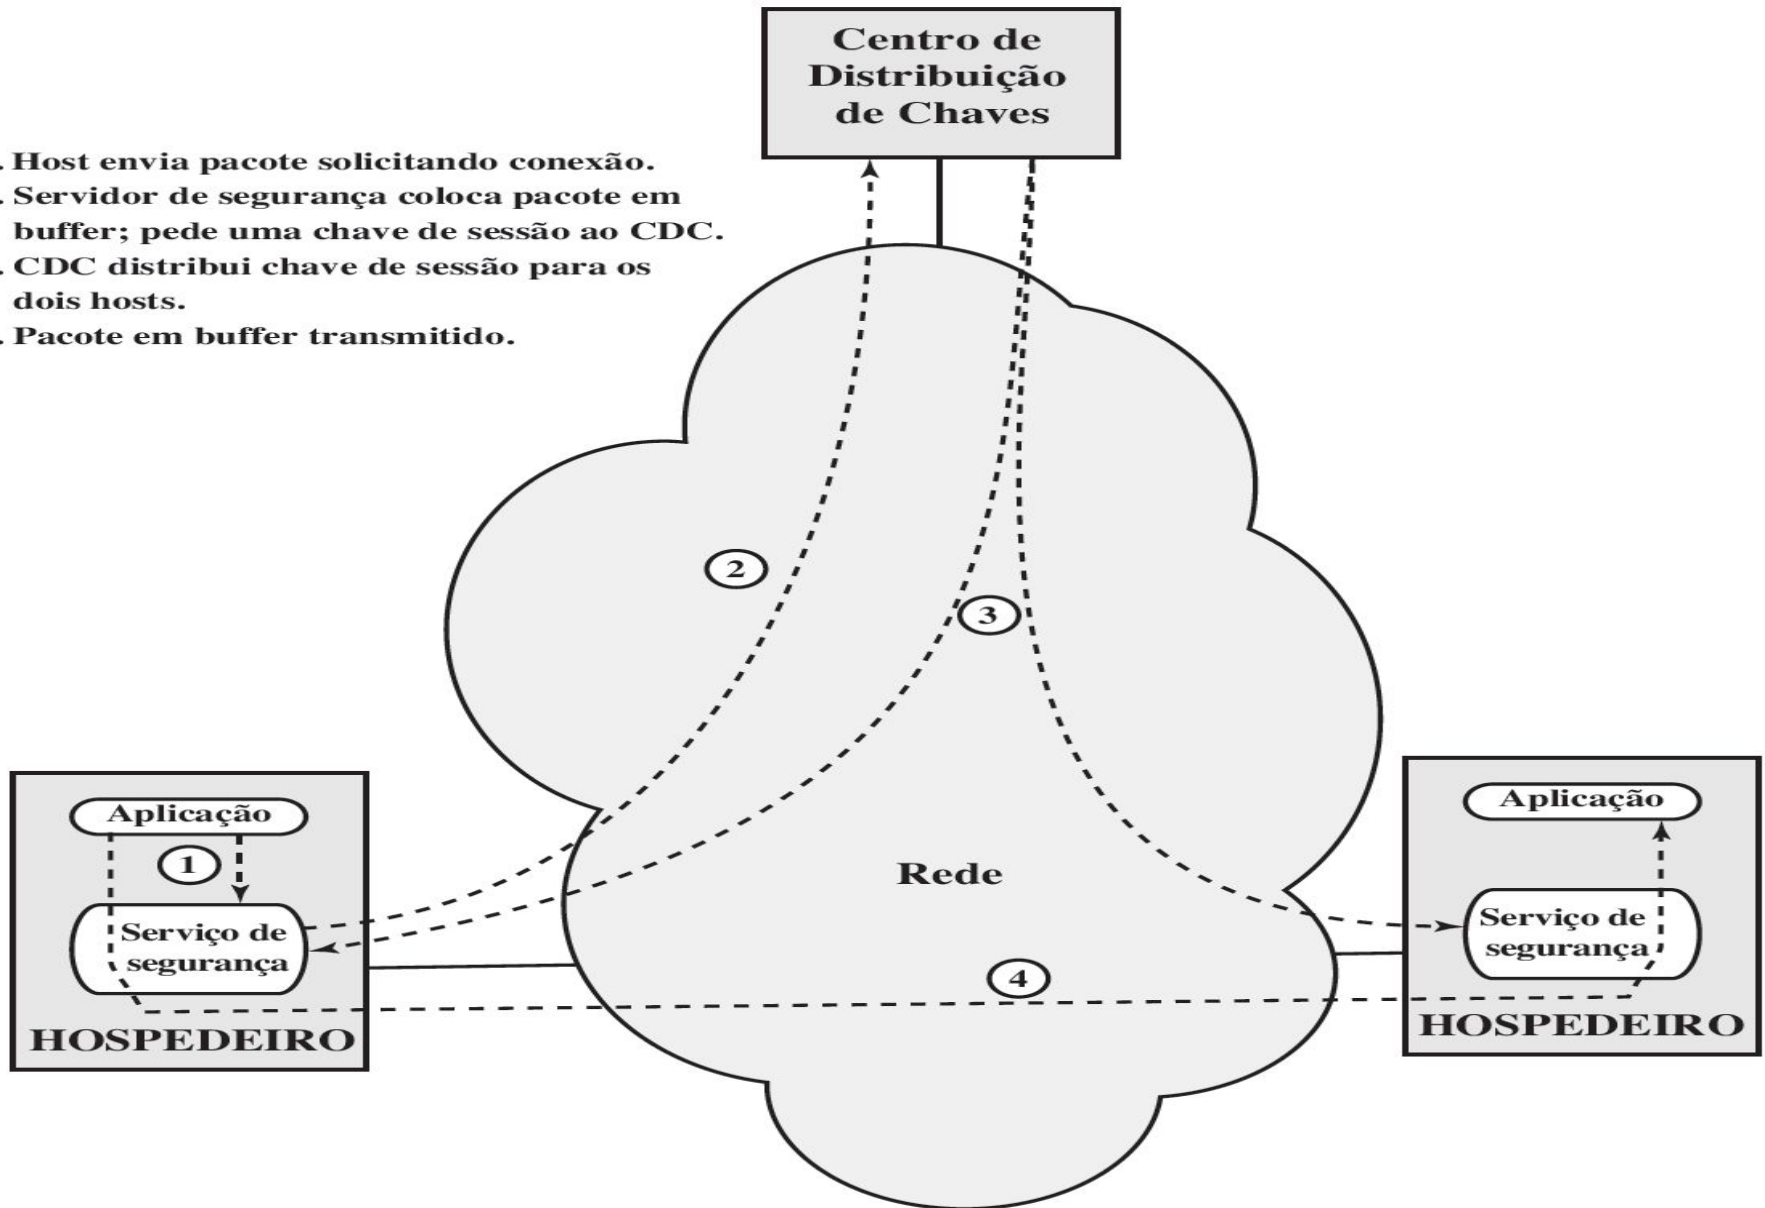 Centro de
Distribuição
de Chaves
. Host envia pacote solicitando conexão.
. Servidor de segurança coloca pacote em
buffer; pede uma chave de sessão ao CDC.
. CDC distribui chave de sessão para os
dois hosts.
. Pacote em buffer transmitido.
2
3
Aplicação
1
Serviço de
segurança
HOSPEDEIRO
Rede
4
Aplicação
Serviço de
segurança
HOSPEDEIRO